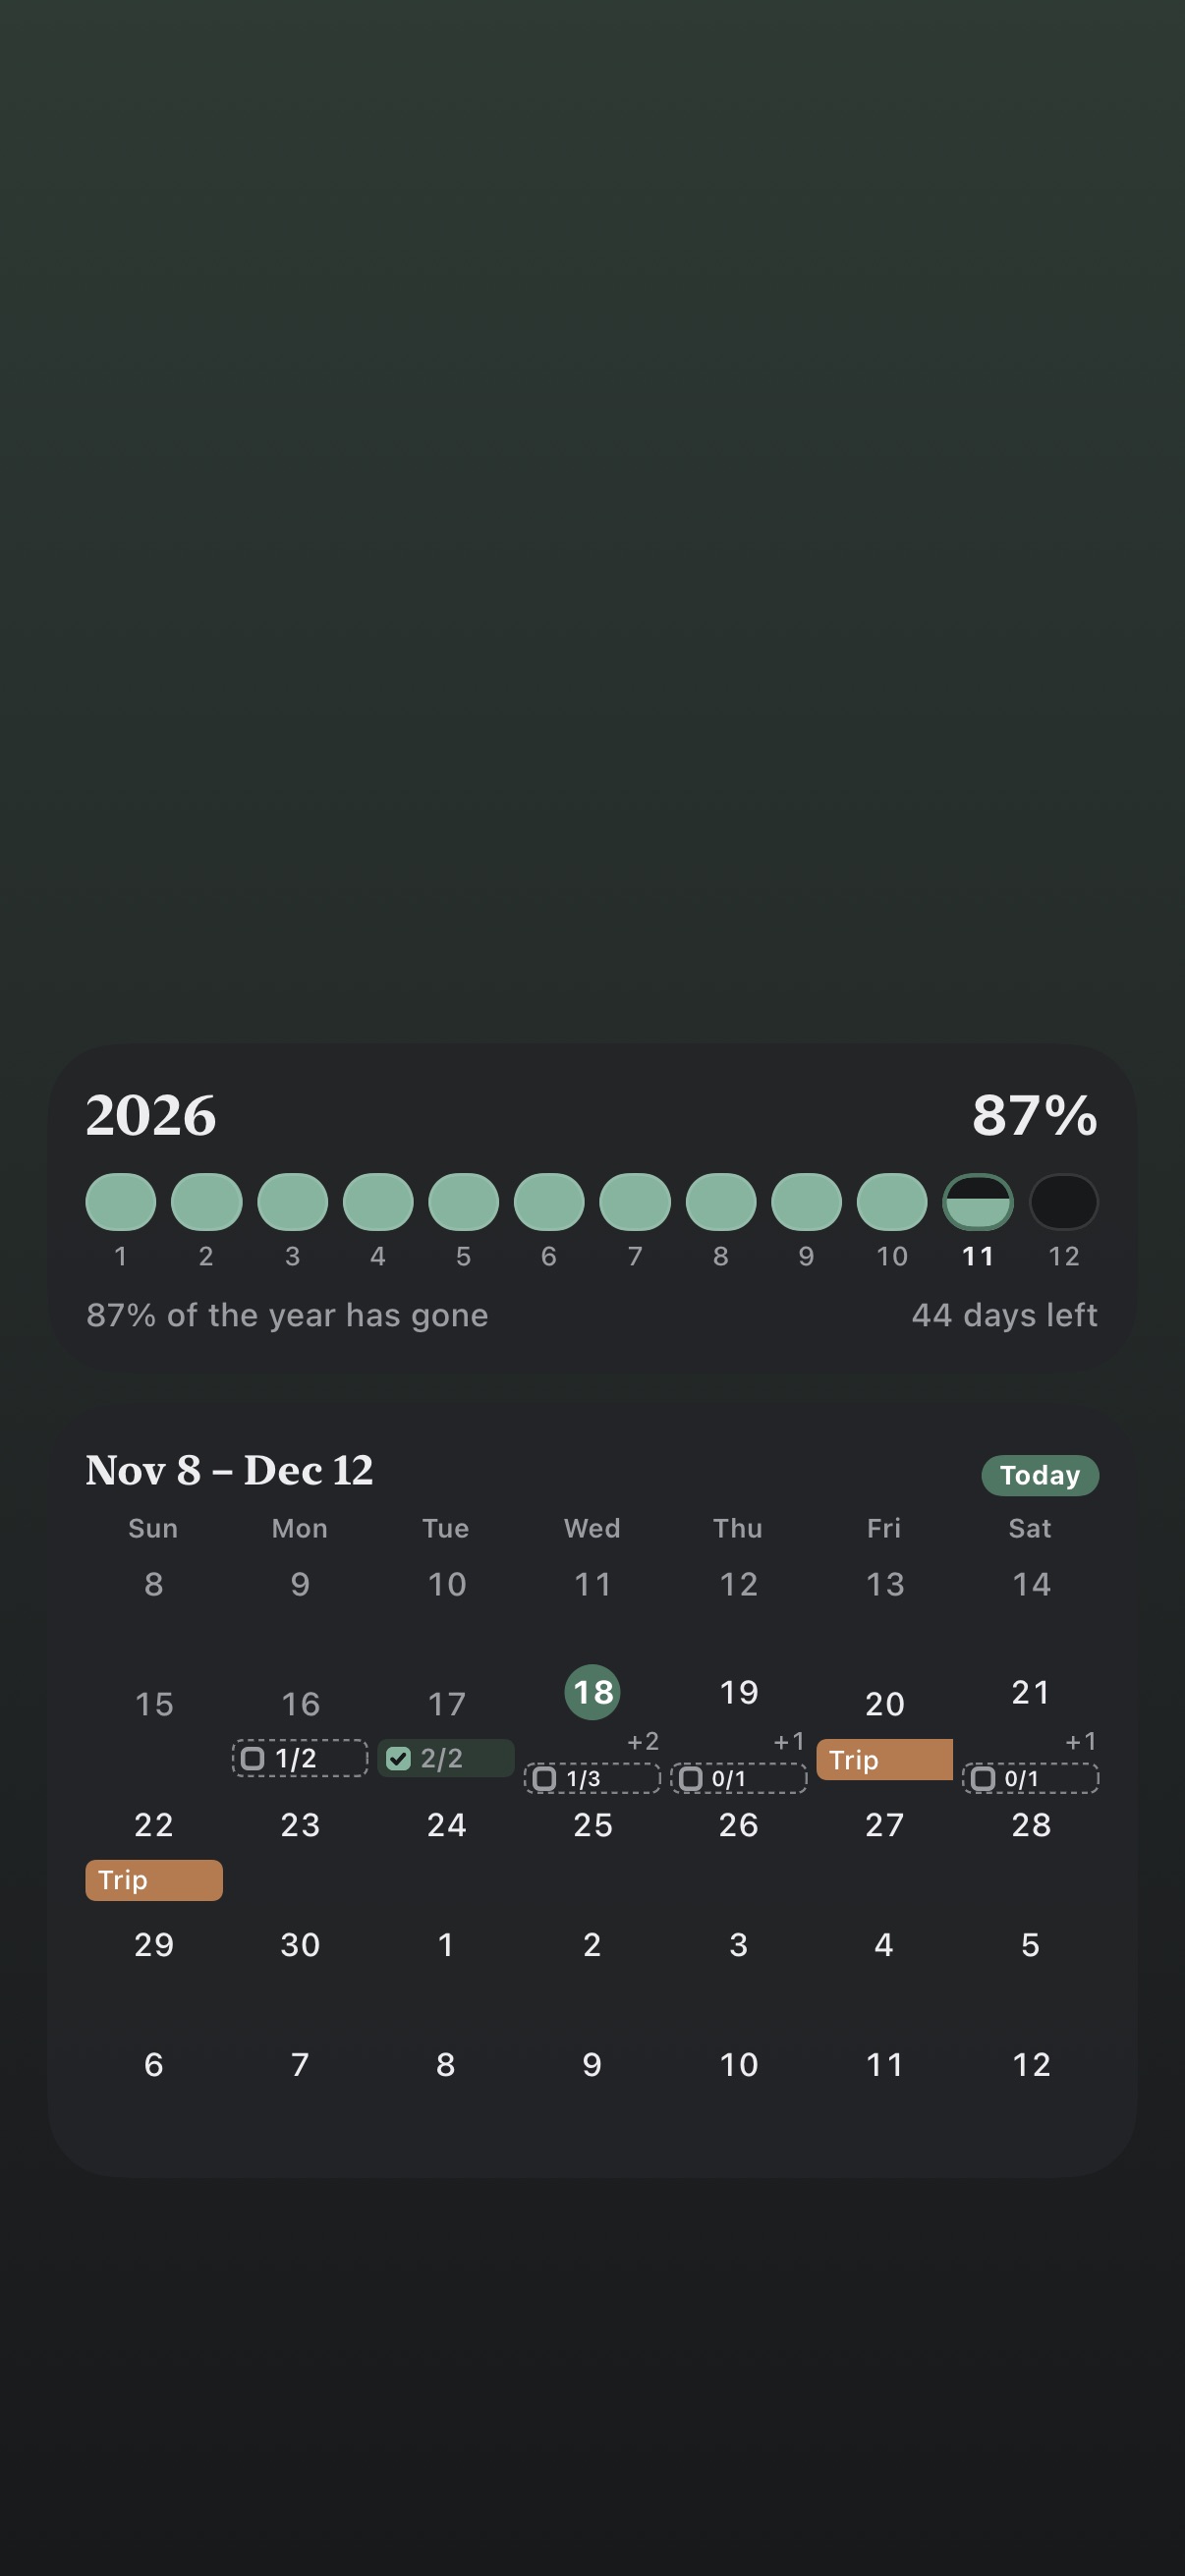 2026 87%
1 2 3 4 5 6 7 8 9 10 11 12
87% of the year has gone 44 days left
Nov 8 – Dec 12 Today
Sun Mon Tue Wed Thu Fri Sat
8 9 10 11 12 13 14
15 16 17 18 19 20 21
+2 +1 +1
1/2 2/2 1/3 0/1 Trip 0/1
22 23 24 25 26 27 28
Trip
29 30 1 2 3 4 5
6 7 8 9 10 11 12